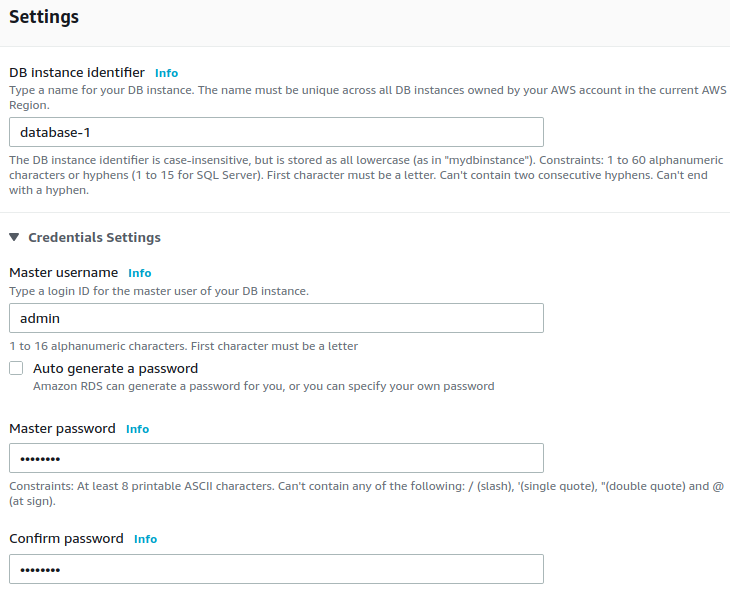 Settings
DB instance identifier Info
Type a name for your DB instance. The name must be unique across all DB instances owned by your AWS account in the current AWS
Region.
database-1
The DB instance identifier is case-insensitive, but is stored as all lowercase (as in "mydbinstance"). Constraints: 1 to 60 alphanumeric
characters or hyphens (1 to 15 for SQL Server). First character must be a letter. Can't contain two consecutive hyphens. Can't end
with a hyphen.
Credentials Settings
Master username Info
Type a login ID for the master user of your DB instance.
admin
1 to 16 alphanumeric characters. First character must be a letter
Auto generate a password
Amazon RDS can generate a password for you, or you can specify your own password
Master password Info
••••••••
Constraints: At least 8 printable ASCII characters. Can't contain any of the following: / (slash), '(single quote), "(double quote) and @
(at sign).
Confirm password Info
••••••••